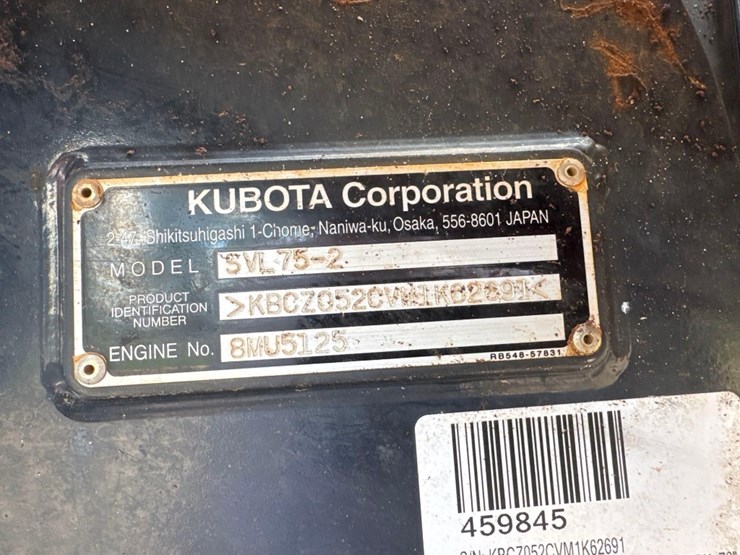 KUBOTA Corporation
2-47, Shikitsuhigashi 1-Chome, Naniwa-ku, Osaka, 556-8601 JAPAN
MODEL SVL75-2
PRODUCT
IDENTIFICATION
NUMBER >KBCZ052CVM1K62691<
ENGINE No. 8MU5125
RB548-57831
459845
S/N: KBCZ052CVM1K62691